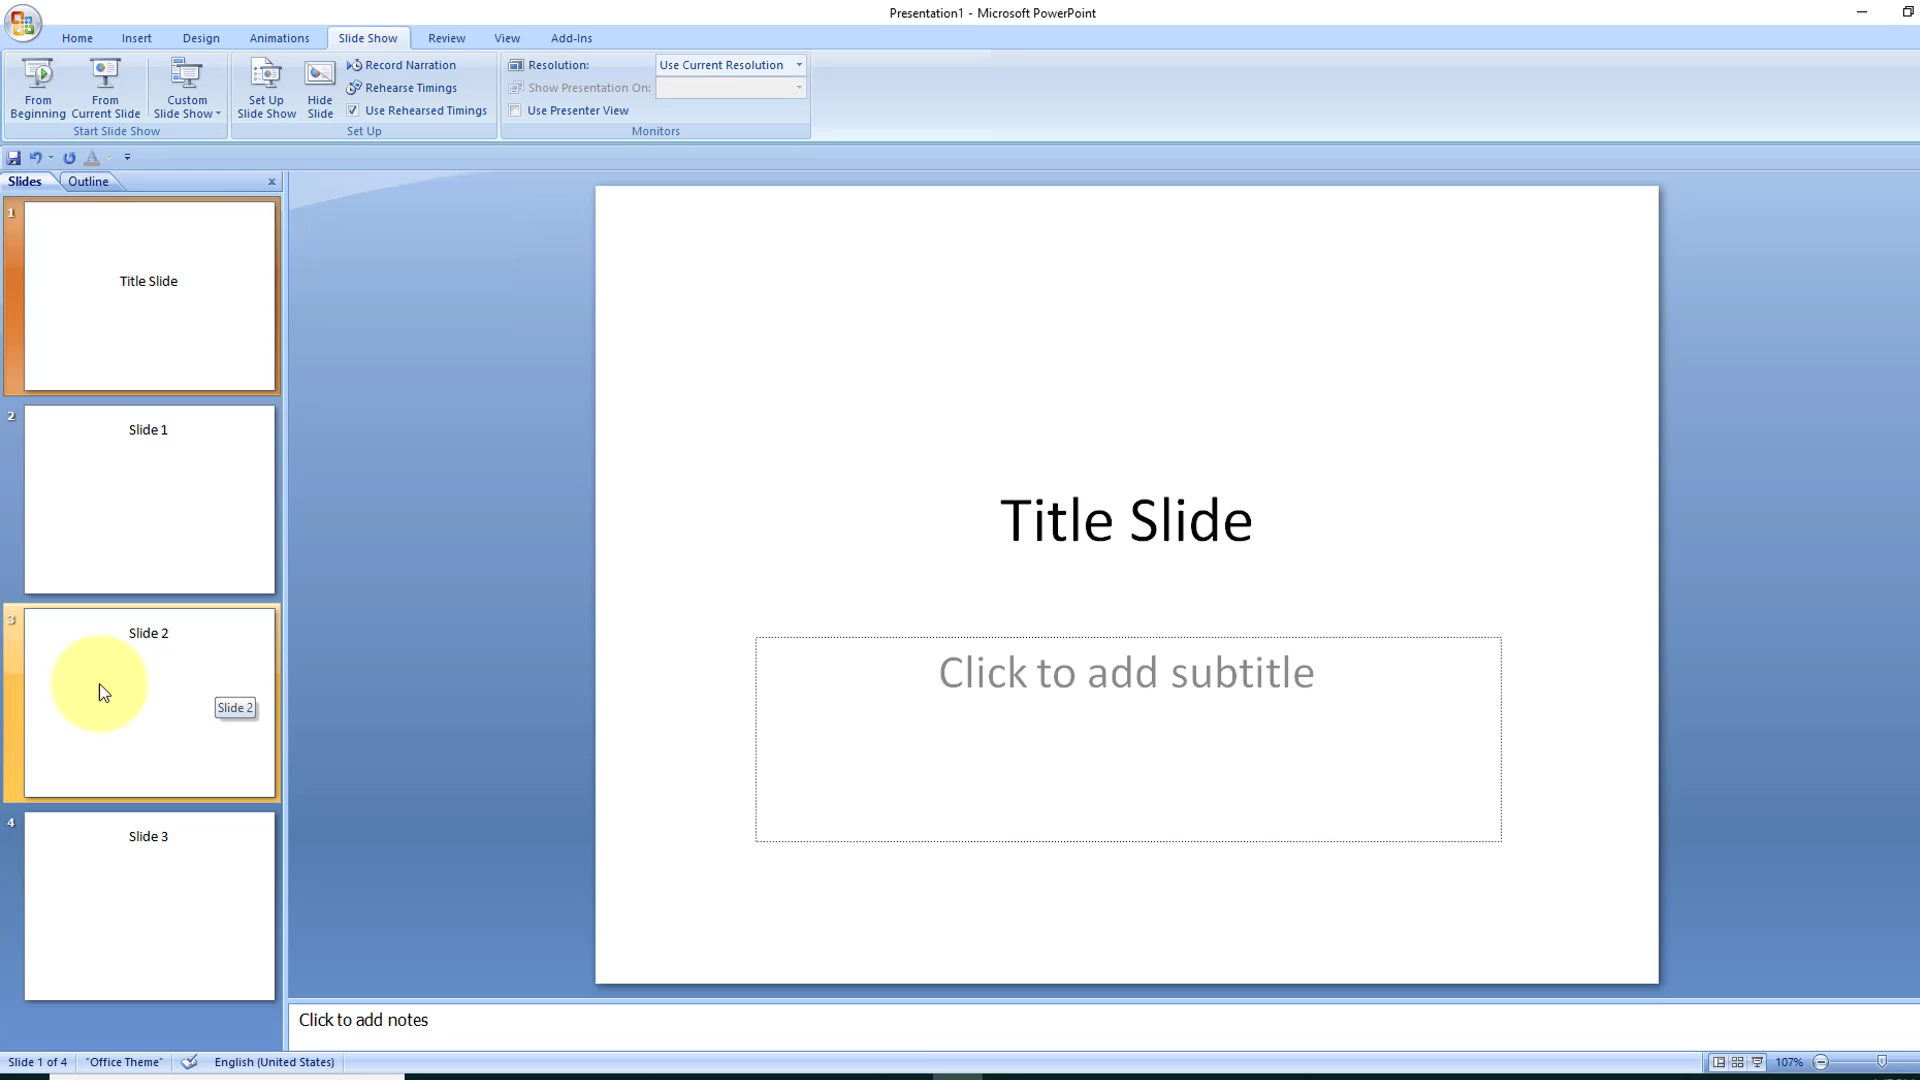 Presentation1 - Microsoft PowerPoint
Home Insert Design Animations Slide Show Review View Add-Ins
From Beginning
From Current Slide
Custom Slide Show
Start Slide Show
Set Up Slide Show
Hide Slide
Record Narration
Rehearse Timings
Use Rehearsed Timings
Set Up
Resolution: Use Current Resolution
Show Presentation On:
Use Presenter View
Monitors
A
Slides Outline x
1
Title Slide
2
Slide 1
3
Slide 2
Slide 2
4
Slide 3
Title Slide
Click to add subtitle
Click to add notes
Slide 1 of 4 "Office Theme" English (United States) 107%